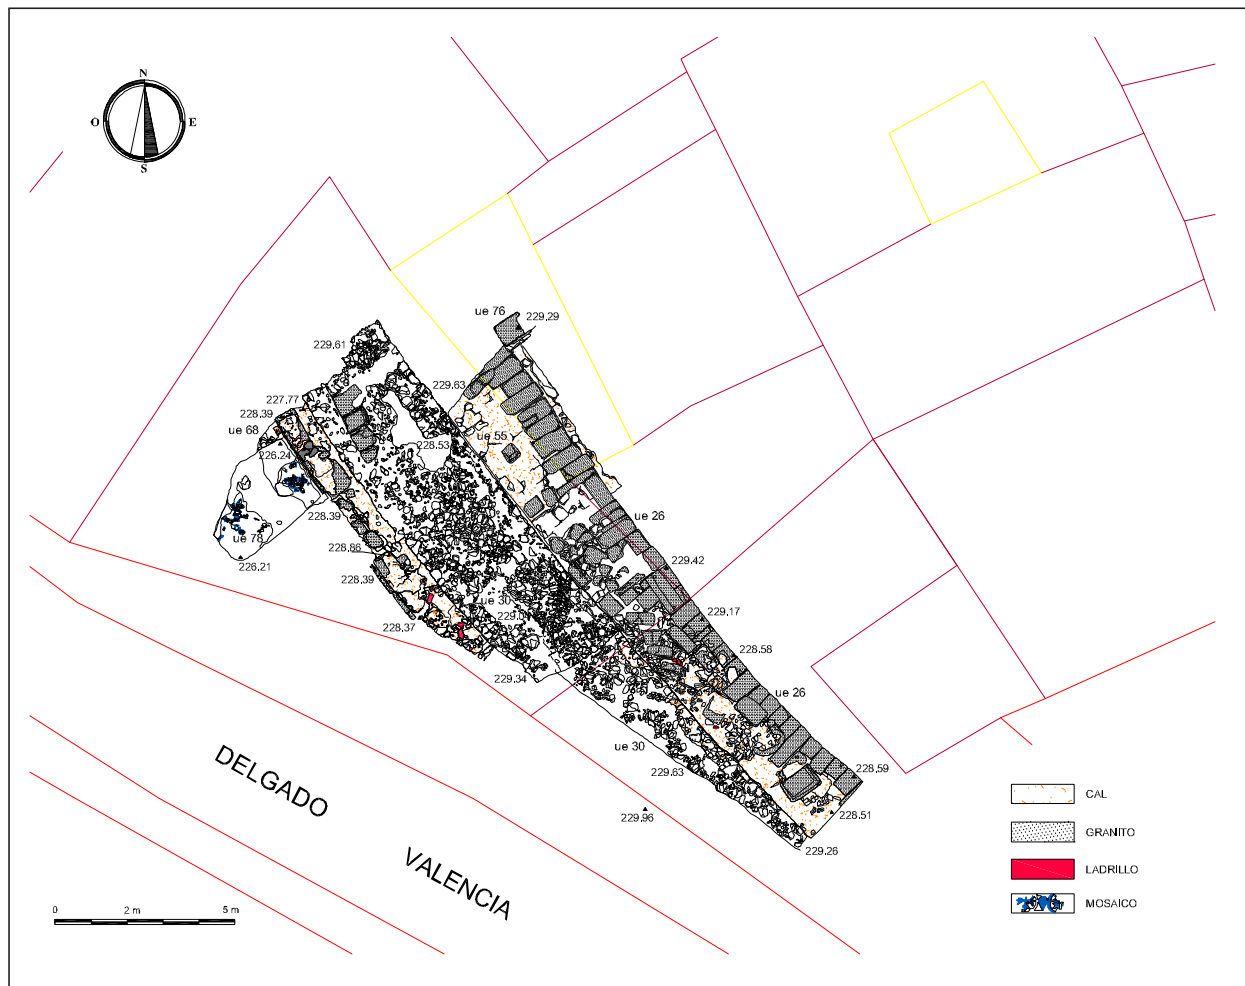 N
O E
S
ue 76
229.29
229.61
229.63
227.77
228.39
ue 68
ue 55
228.53
226.24
228.39
ue 26
ue 78
228.86
226.21
229.42
228.39
ue 30
229.17
228.37
228.58
229.34
ue 26
ue 30
DELGADO
229.63
228.59
CAL
229.96
228.51
GRANITO
229.26
VALENCIA
LADRILLO
MOSAICO
0 2 m 5 m